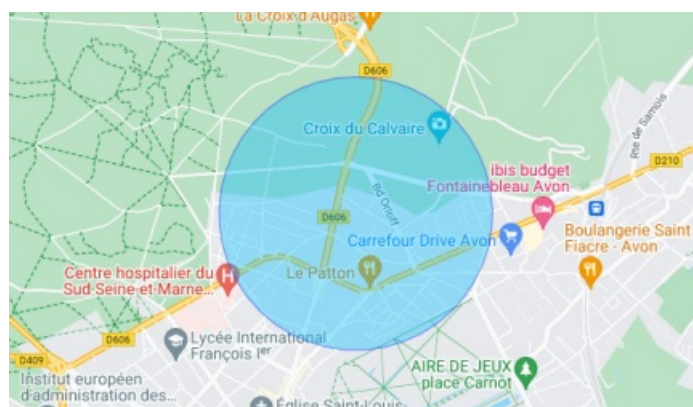 La Croix d'Augas
D606
Croix du Calvaire
Rte de Samois
D210
ibis budget
Fontainebleau Avon
Bd Orloff
D606
Carrefour Drive Avon
Boulangerie Saint
Fiacre - Avon
Centre hospitalier du
Sud Seine-et-Marne...
Le Patton
D606
Lycée International
François Iᵉʳ
D409
AIRE DE JEUX
place Carnot
Institut européen
d'administration des...
Église Saint-Louis